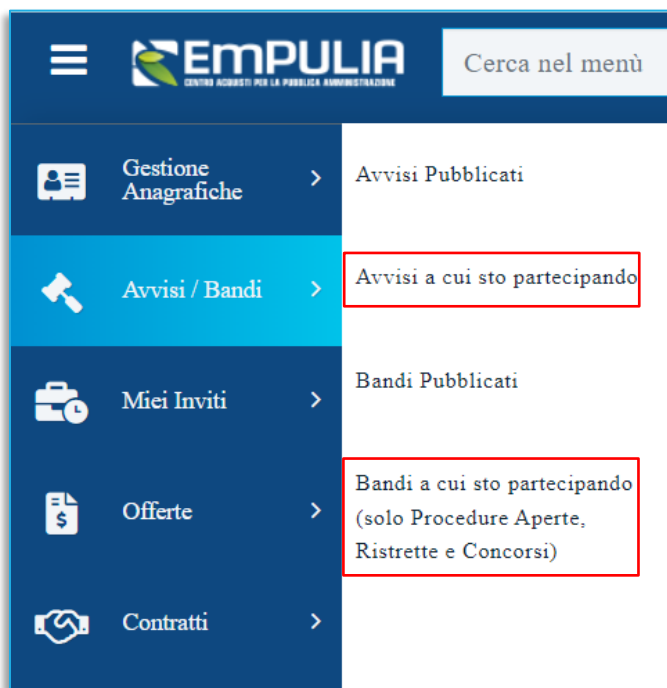 EmPULIA
CENTRO ACQUISTI PER LA PUBBLICA AMMINISTRAZIONE
Cerca nel menù
Gestione
Anagrafiche
Avvisi / Bandi
Miei Inviti
Offerte
Contratti
Avvisi Pubblicati
Avvisi a cui sto partecipando
Bandi Pubblicati
Bandi a cui sto partecipando
(solo Procedure Aperte,
Ristrette e Concorsi)